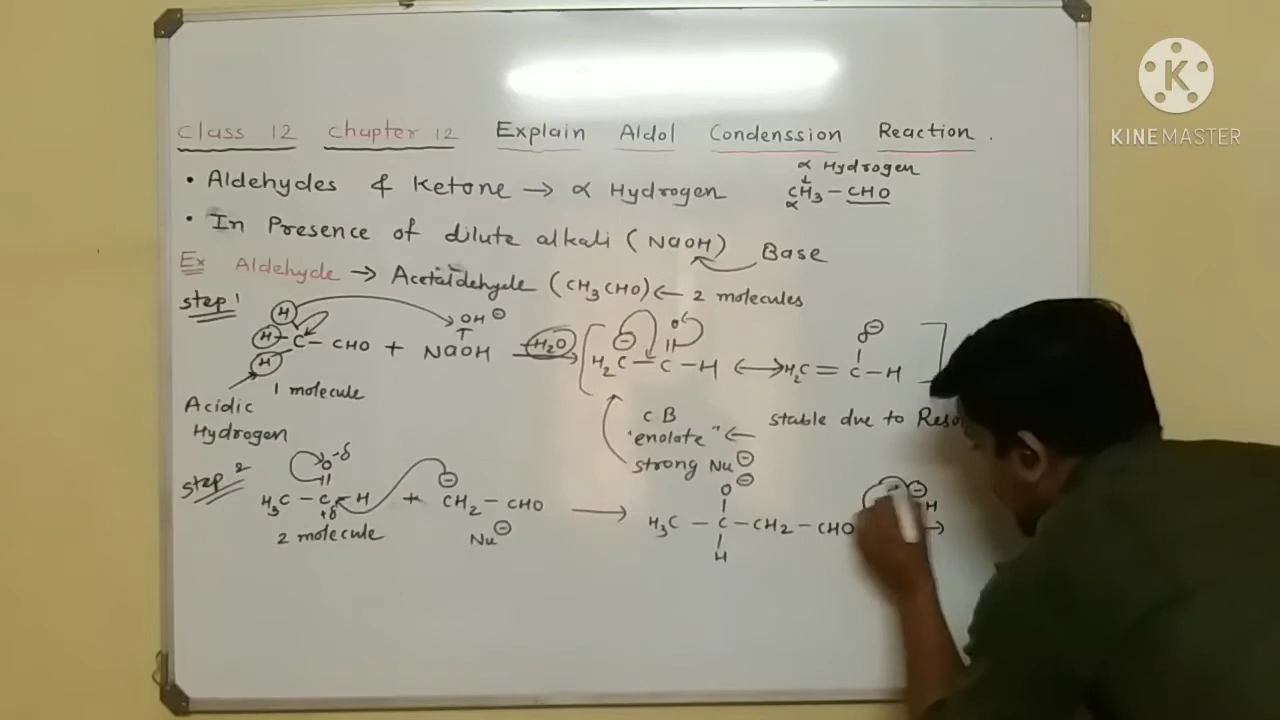 K
KINEMASTER
Class 12 Chapter 12 Explain Aldol Condenssion Reaction.
α Hydrogen
• Aldehydes & Ketone → α Hydrogen CH3 – CHO
α
• In Presence of dilute alkali (NaOH) Base
Ex Aldehyde → Acetaldehyde (CH3CHO) ← 2 molecules
Step 1
H OH⊖ ⊖ O O⊖
H – C – CHO + NaOH H2O H2C – C – H ⟷ H2C = C – H
H
1 molecule
Acidic
Hydrogen
CB
"enolate" ←
strong Nu⊖
stable due to
Step 2
O-δ ⊖ O⊖ ⊖
H3C – C – H + CH2 – CHO → H3C – C – CH2 – CHO H →
+δ H
2 molecule Nu⊖